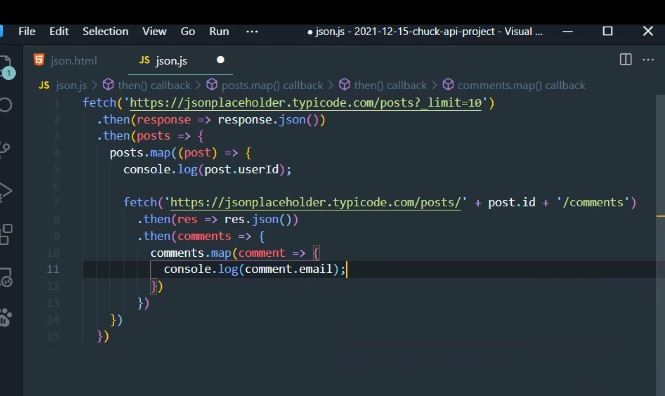 File Edit Selection View Go Run ··· ● json.js - 2021-12-15-chuck-api-project - Visual ...
1
json.html JS json.js ●
JS json.js > then() callback > posts.map() callback > then() callback > comments.map() callback
1 fetch('https://jsonplaceholder.typicode.com/posts?_limit=10')
2 .then(response => response.json())
3 .then(posts => {
4 posts.map((post) => {
5 console.log(post.userId);
6
7 fetch('https://jsonplaceholder.typicode.com/posts/' + post.id + '/comments')
8 .then(res => res.json())
9 .then(comments => {
10 comments.map(comment => {
11 console.log(comment.email);
12 })
13 })
14 })
15 })